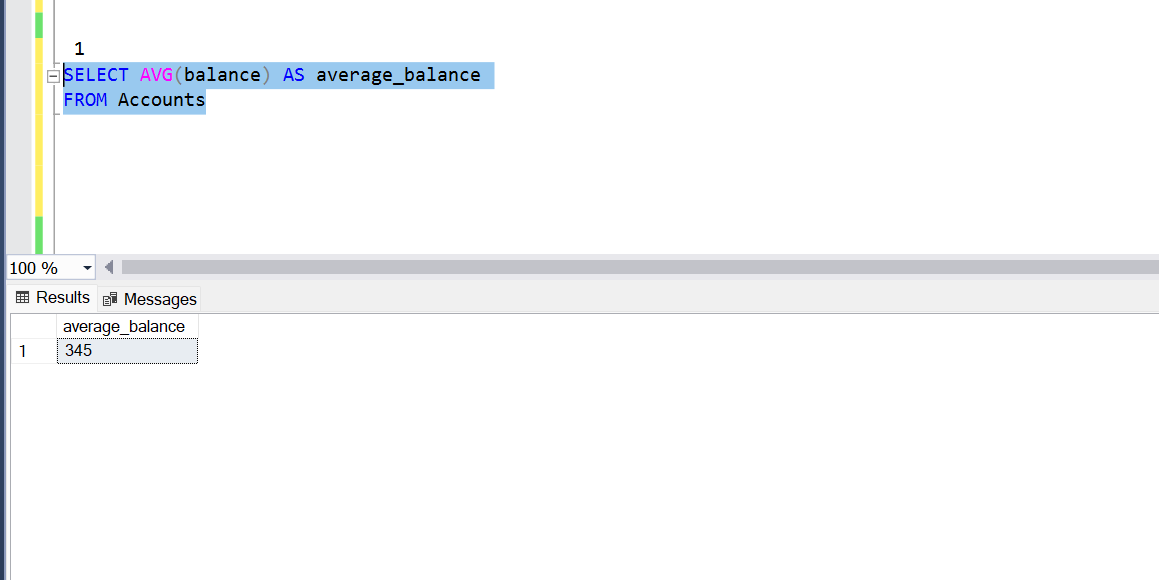 1
SELECT AVG(balance) AS average_balance
FROM Accounts
100 %
Results Messages
average_balance
1 345